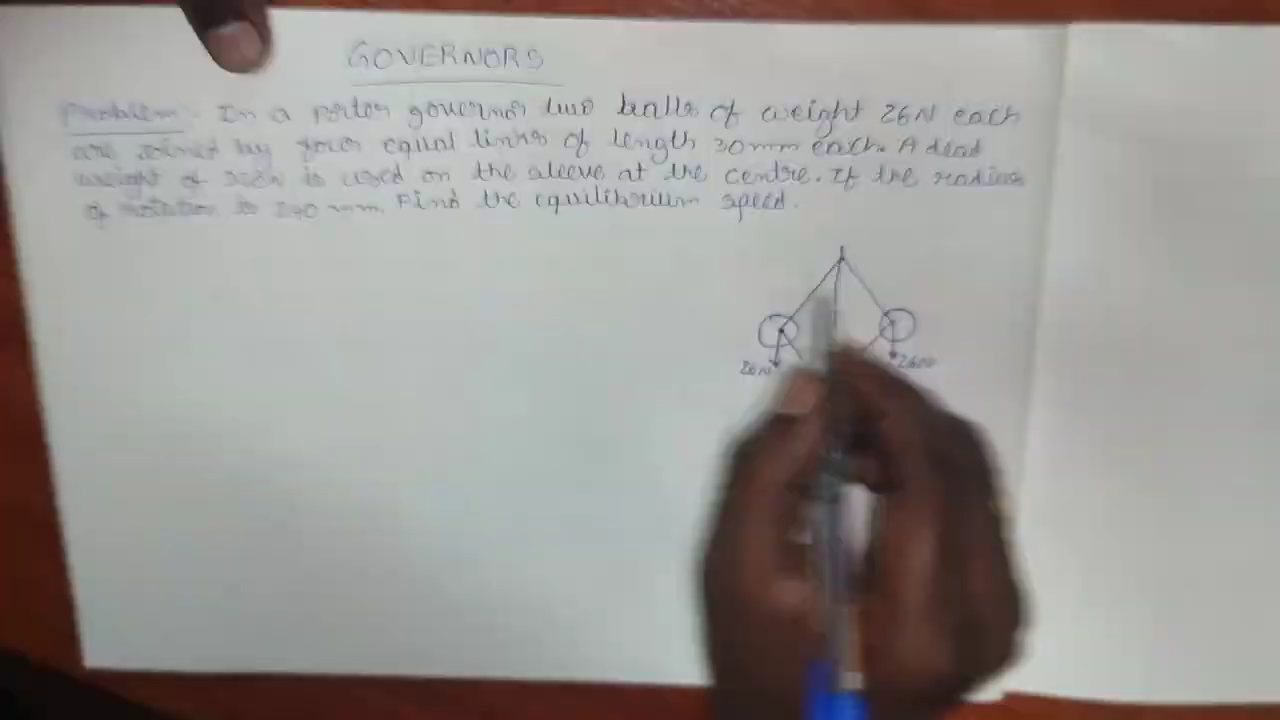 GOVERNORS
Problem:- In a porter governor two balls of weight 26N each
are joined by four equal links of length 30mm each. A dead
weight of is used on the sleeve at the centre. If the radius
of rotation is 240 mm. Find the equilibrium speed.
26N 26N